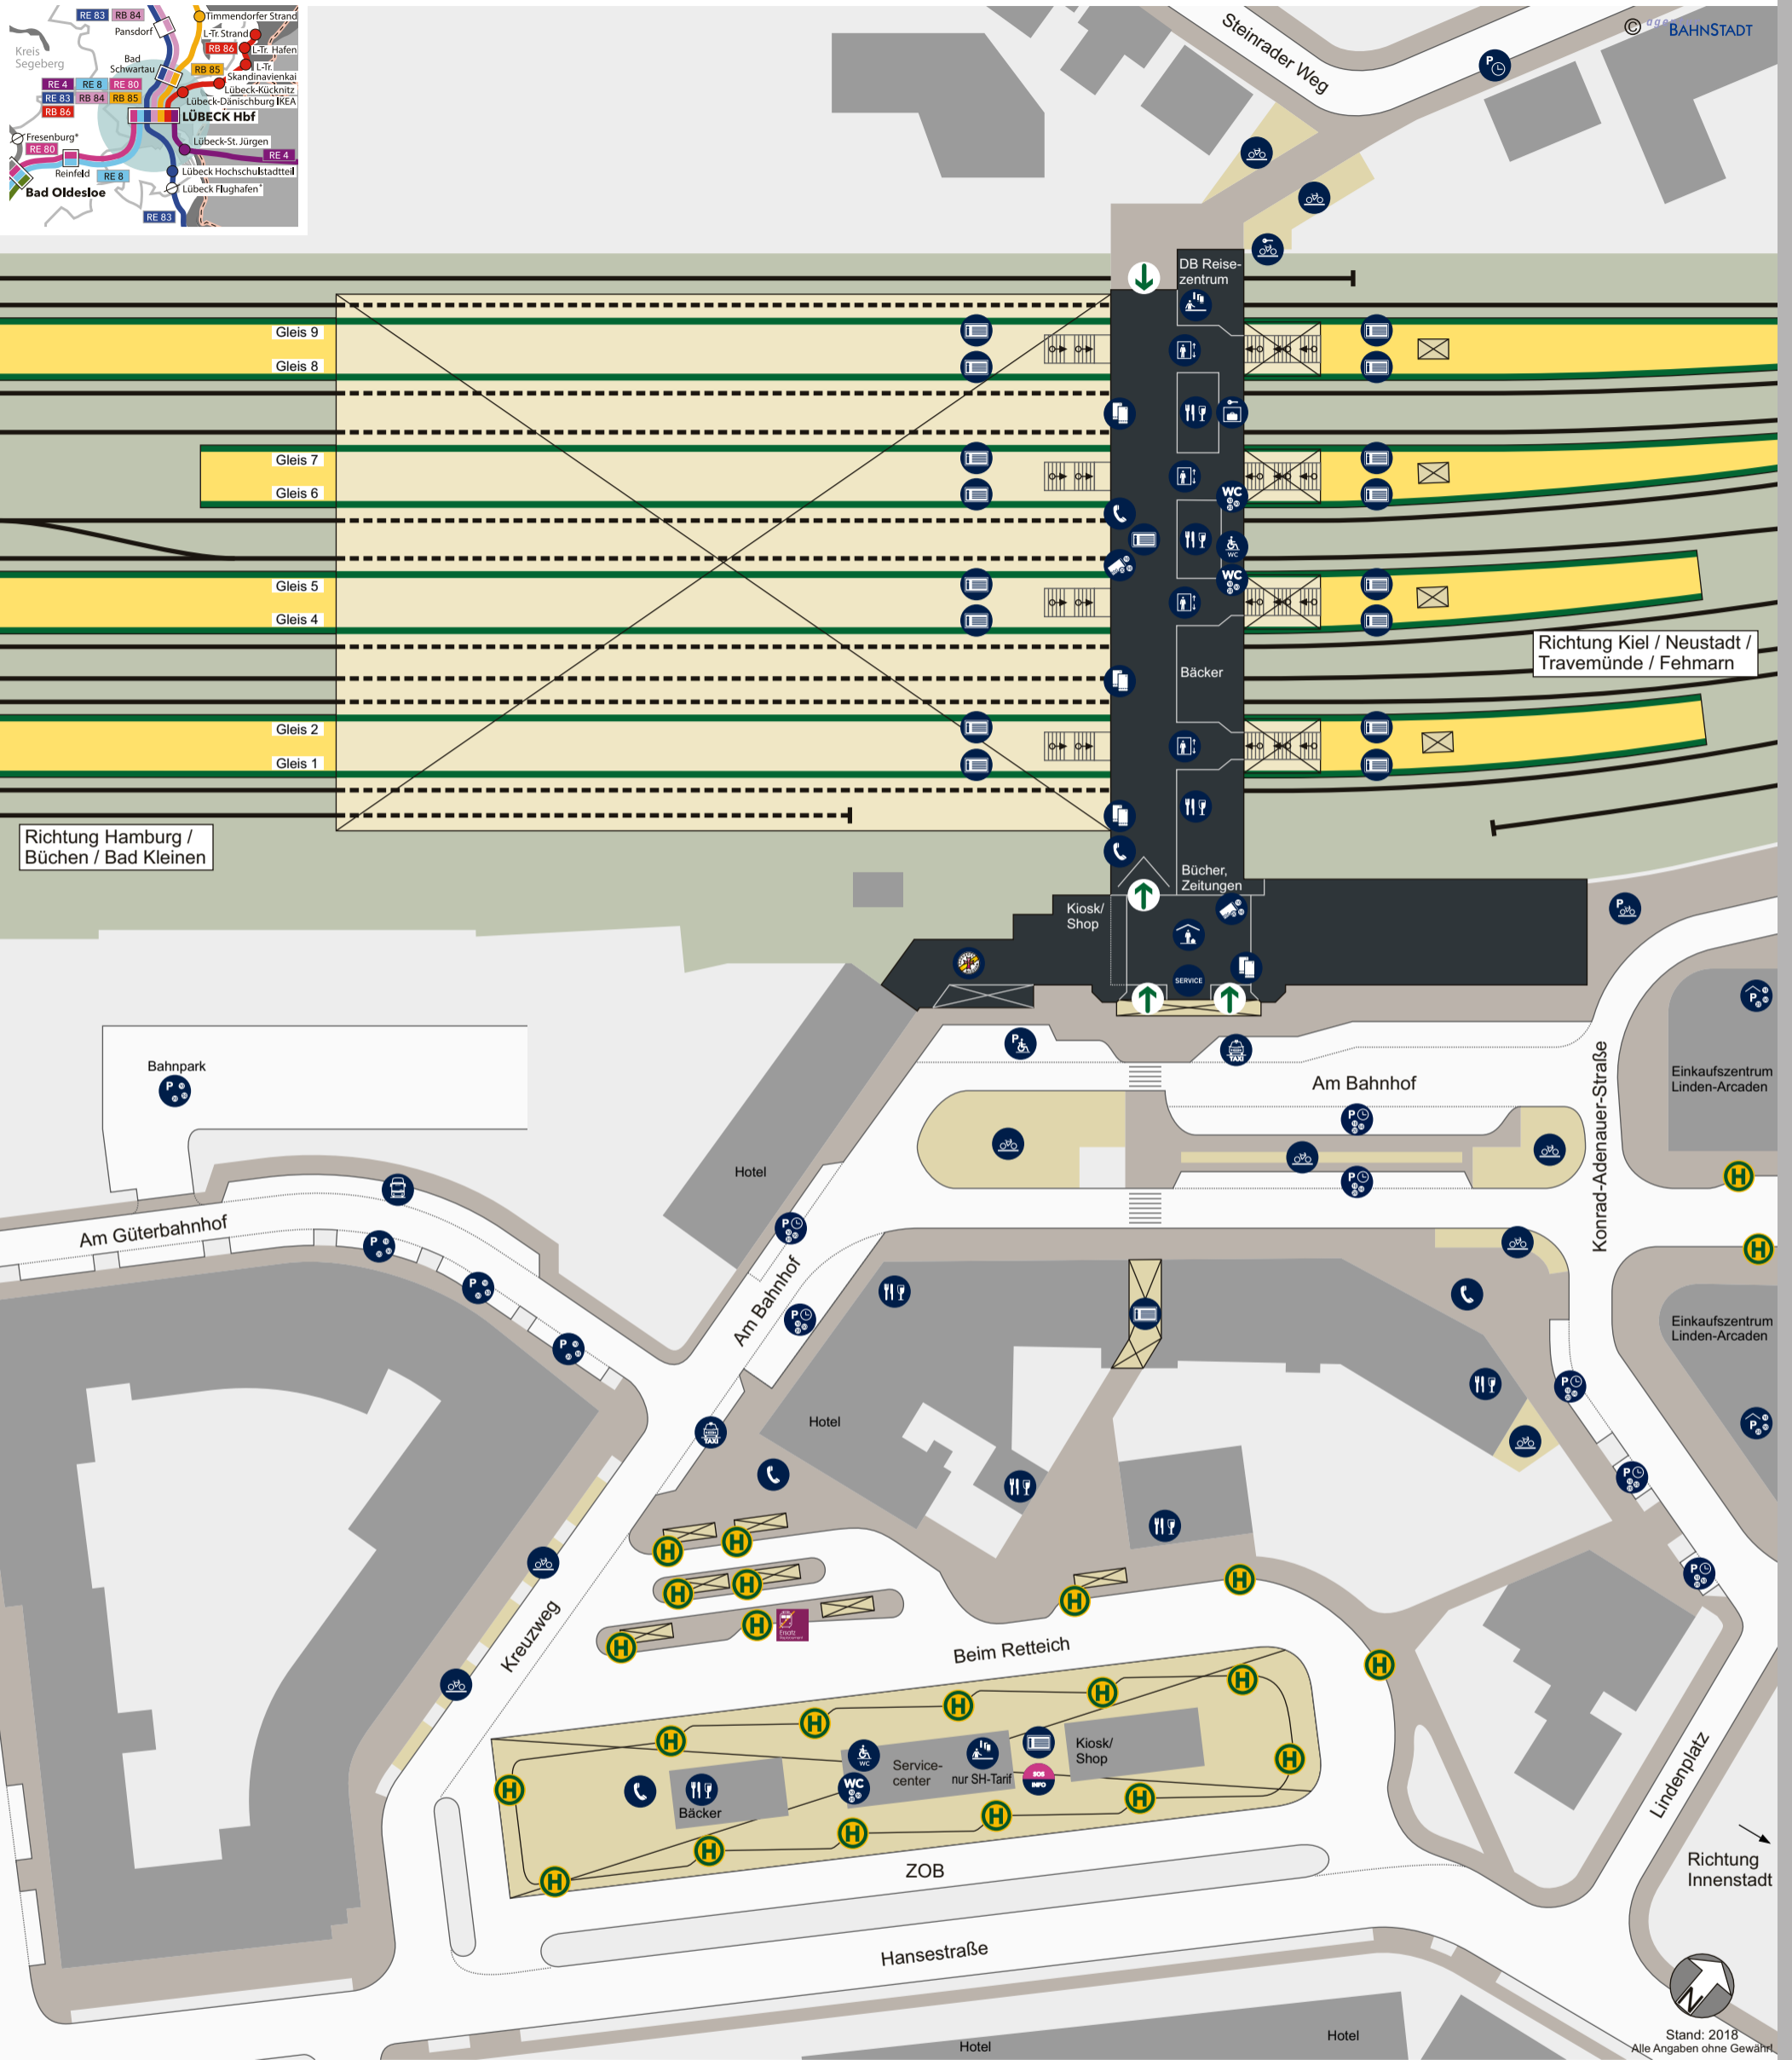 RE 83 RB 84
Pansdorf
Timmendorfer Strand
L-Tr. Strand
RB 86
L-Tr. Hafen
Kreis
Segeberg
Bad
Schwartau
RB 85
L-Tr.
Skandinavienkai
RE 4 RE 8 RE 80
Lübeck-Kücknitz
RE 83 RB 84 RB 85
Lübeck-Dänischburg IKEA
RB 86
LÜBECK Hbf
Fresenburg*
RE 80
Lübeck-St. Jürgen
RE 4
Reinfeld
RE 8
Lübeck Hochschulstadtteil
Bad Oldesloe
Lübeck Flughafen*
RE 83
Steinrader Weg
©
BAHNSTADT
P
DB Reise-
zentrum
Gleis 9
Gleis 8
Gleis 7
Gleis 6
WC
WC
WC
Gleis 5
Gleis 4
Richtung Kiel / Neustadt /
Travemünde / Fehmarn
Bäcker
Gleis 2
Gleis 1
Richtung Hamburg /
Büchen / Bad Kleinen
Bücher,
Zeitungen
Kiosk/
Shop
P
SERVICE
P
P
TAXI
Bahnpark
P
Am Bahnhof
Einkaufszentrum
Linden-Arcaden
Konrad-Adenauer-Straße
P
Hotel
H
P
Am Güterbahnhof
P
P
H
P
Am Bahnhof
P
P
Einkaufszentrum
Linden-Arcaden
P
Hotel
P
TAXI
P
H
H
H
H
H
H
P
H
H
Ersatz
H
Kreuzweg
Beim Retteich
H
H
H
H
H
H
H
H
WC
Service-
center
nur SH-Tarif
Kiosk/
Shop
SOS
INFO
WC
Bäcker
H
H
H
H
H
ZOB
Lindenplatz
Richtung
Innenstadt
Hansestraße
N
Stand: 2018
Alle Angaben ohne Gewähr!
Hotel
Hotel